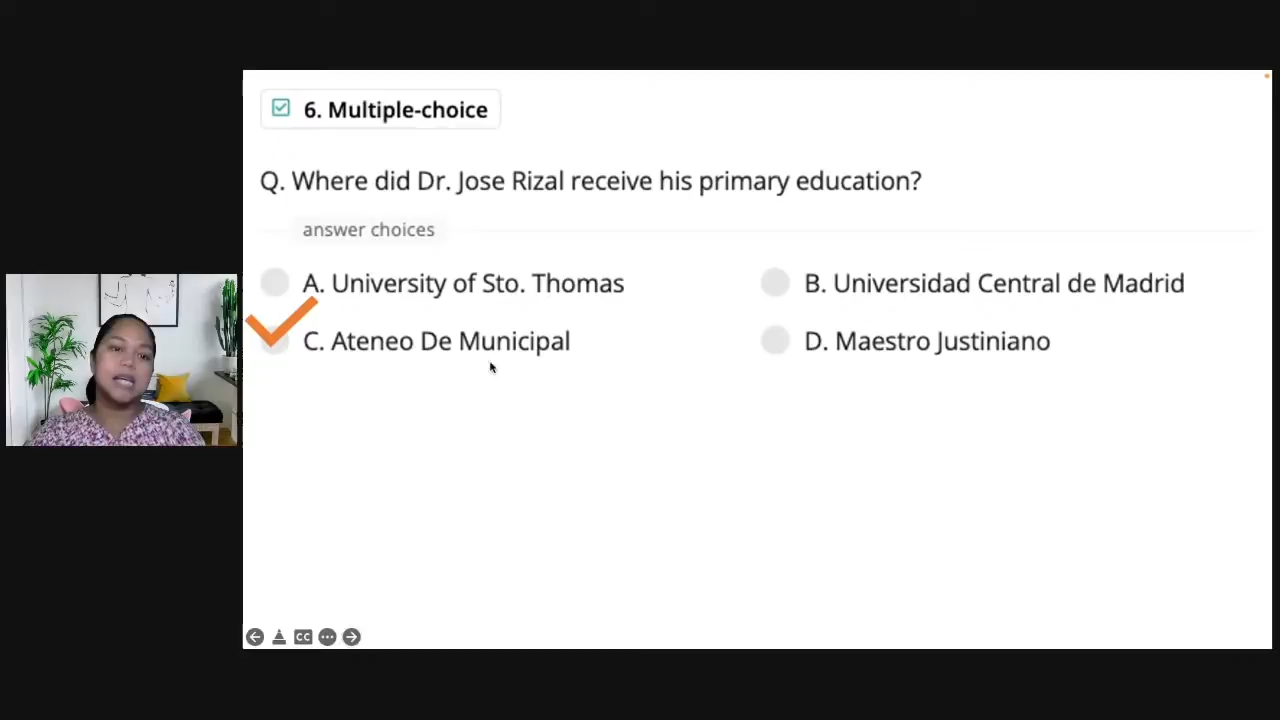 6. Multiple-choice
Q. Where did Dr. Jose Rizal receive his primary education?
answer choices
A. University of Sto. Thomas
B. Universidad Central de Madrid
C. Ateneo De Municipal
D. Maestro Justiniano
CC